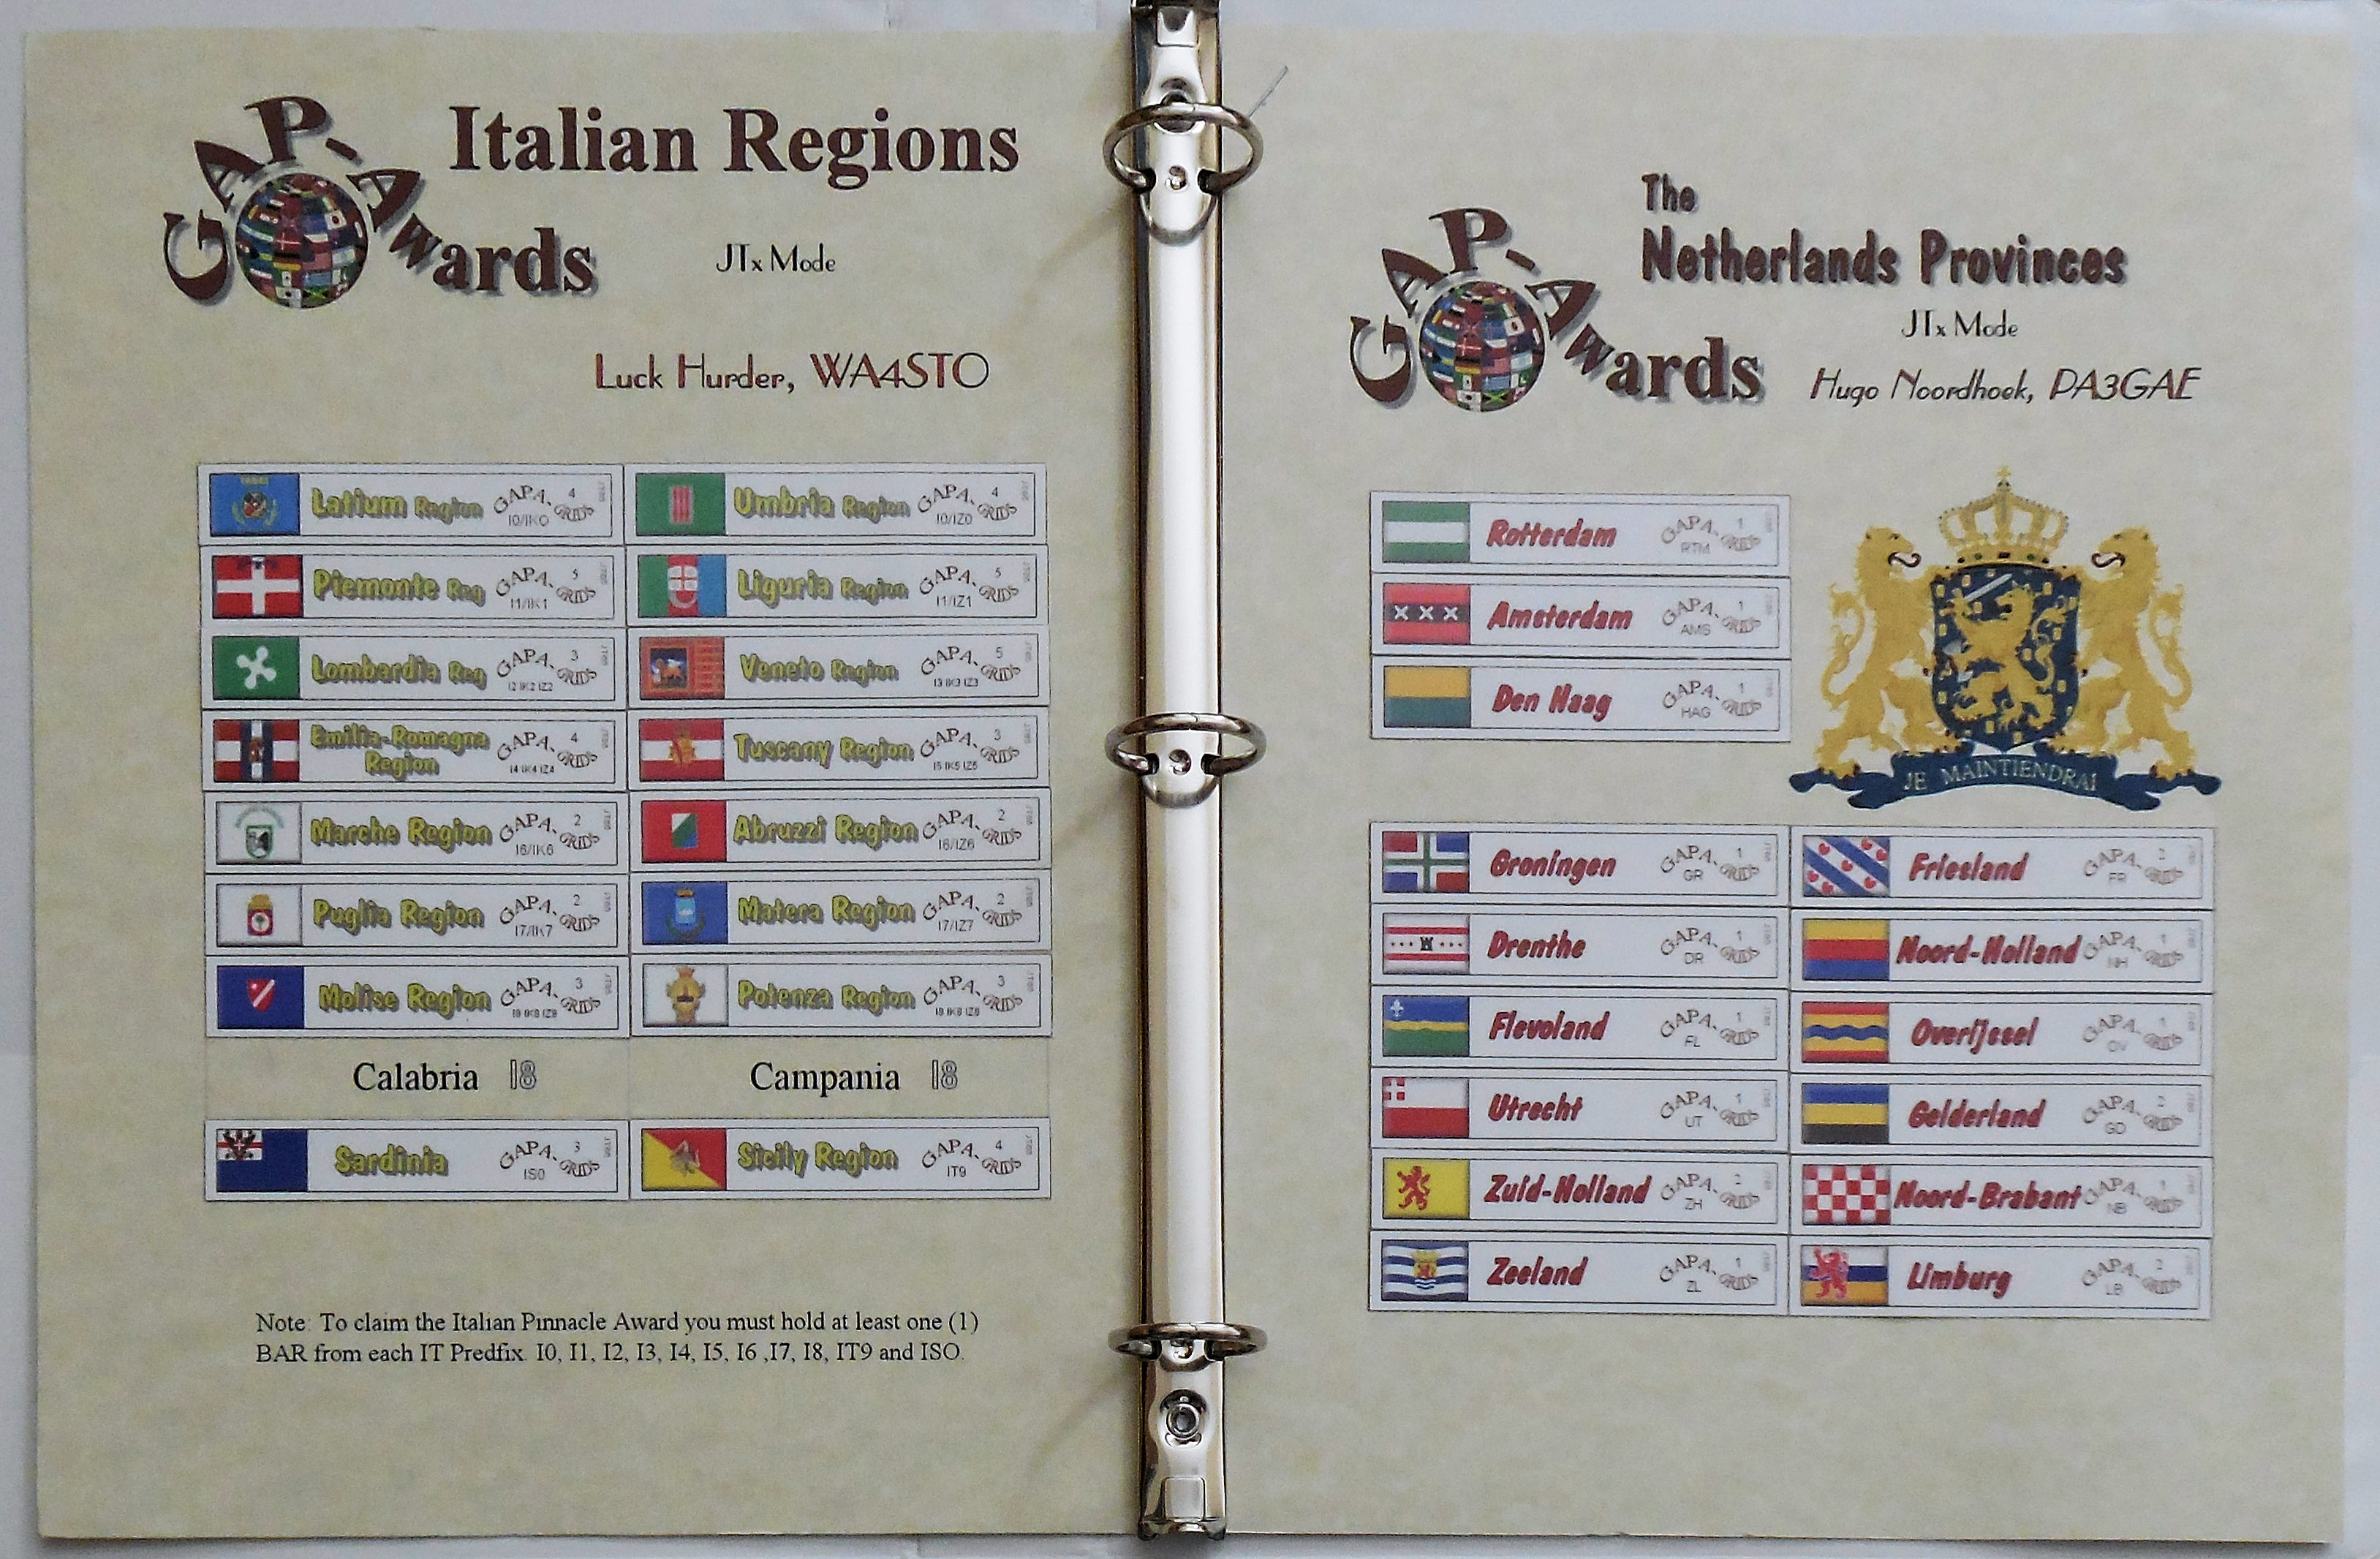 GAPA-Awards
Italian Regions
JTx Mode
Luck Hurder, WA4STO
Latium Region GAPA-GRIDS 4 I0/IK0
Umbria Region GAPA-GRIDS 4 I0/IZ0
Piemonte Reg GAPA-GRIDS 5 I1/IK1
Liguria Region GAPA-GRIDS 5 I1/IZ1
Lombardia Reg GAPA-GRIDS 3 I2 IK2 IZ2
Veneto Region GAPA-GRIDS 5 I3 IK3 IZ3
Emilia-Romagna
Region GAPA-GRIDS 4 I4 IK4 IZ4
Tuscany Region GAPA-GRIDS 3 I5 IK5 IZ5
Marche Region GAPA-GRIDS 2 I6/IK6
Abruzzi Region GAPA-GRIDS 2 I6/IZ6
Puglia Region GAPA-GRIDS 2 I7/IK7
Matera Region GAPA-GRIDS 2 I7/IZ7
Molise Region GAPA-GRIDS 3 I8 IK8 IZ8
Potenza Region GAPA-GRIDS 3 I8 IK8 IZ8
Calabria I8
Campania I8
Sardinia GAPA-GRIDS 3 IS0
Sicily Region GAPA-GRIDS 4 IT9
Note: To claim the Italian Pinnacle Award you must hold at least one (1)
BAR from each IT Predfix. I0, I1, I2, I3, I4, I5, I6 ,I7, I8, IT9 and ISO.
GAPA-Awards
The
Netherlands Provinces
JTx Mode
Hugo Noordhoek, PA3GAE
Rotterdam GAPA-GRIDS 1 RTM
Amsterdam GAPA-GRIDS 1 AMS
Den Haag GAPA-GRIDS 1 HAG
JE MAINTIENDRAI
Groningen GAPA-GRIDS 1 GR
Friesland GAPA-GRIDS 2 FR
Drenthe GAPA-GRIDS 1 DR
Noord-Holland GAPA-GRIDS 1 NH
Flevoland GAPA-GRIDS 1 FL
Overijssel GAPA-GRIDS 1 OV
Utrecht GAPA-GRIDS 1 UT
Gelderland GAPA-GRIDS 2 GD
Zuid-Holland GAPA-GRIDS 2 ZH
Noord-Brabant GAPA-GRIDS 1 NB
Zeeland GAPA-GRIDS 1 ZL
Limburg GAPA-GRIDS 2 LB